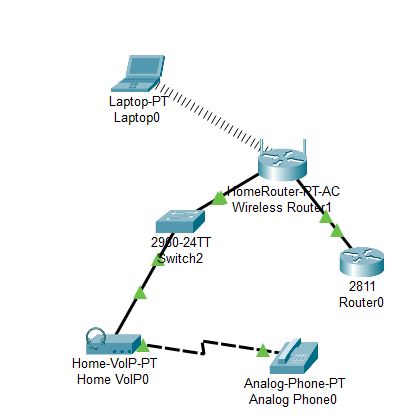 Laptop-PT
Laptop0
HomeRouter-PT-AC
Wireless Router1
2960-24TT
Switch2
2811
Router0
Home-VoIP-PT
Home VoIP0
Analog-Phone-PT
Analog Phone0